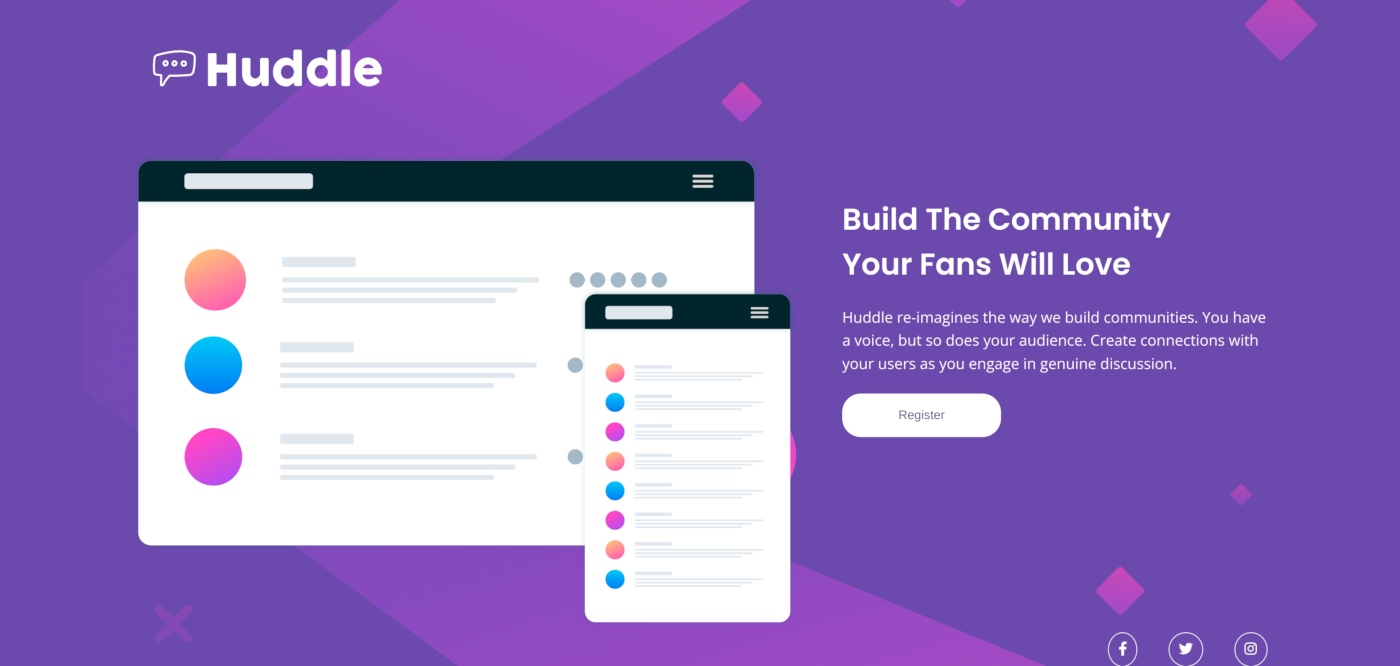 Huddle
Build The Community
Your Fans Will Love
Huddle re-imagines the way we build communities. You have
a voice, but so does your audience. Create connections with
your users as you engage in genuine discussion.
Register